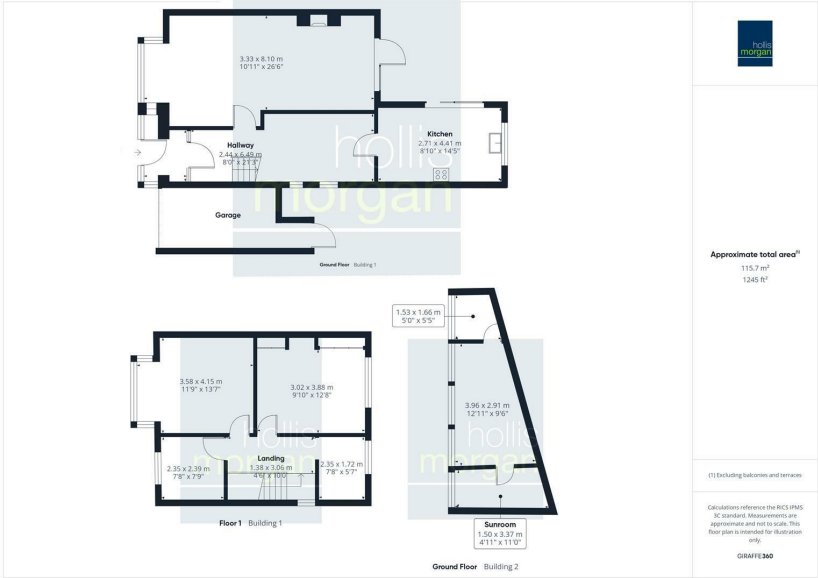 3.33 x 8.10 m
10'11" x 26'6"
Hallway
2.44 x 6.49 m
8'0" x 21'3"
Kitchen
2.71 x 4.41 m
8'10" x 14'5"
hollis
morgan
Garage
Ground Floor Building 1
hollis
morgan
Approximate total area(1)
115.7 m²
1245 ft²
1.53 x 1.66 m
5'0" x 5'5"
3.58 x 4.15 m
11'9" x 13'7"
3.02 x 3.88 m
9'10" x 12'8"
3.96 x 2.91 m
12'11" x 9'6"
hollis
morgan
hollis
morgan
Landing
1.38 x 3.06 m
4'6" x 10'0"
2.35 x 2.39 m
7'8" x 7'9"
2.35 x 1.72 m
7'8" x 5'7"
Floor 1 Building 1
Sunroom
1.50 x 3.37 m
4'11" x 11'0"
Ground Floor Building 2
(1) Excluding balconies and terraces
Calculations reference the RICS IPMS
3C standard. Measurements are
approximate and not to scale. This
floor plan is intended for illustration
only.
GIRAFFE360